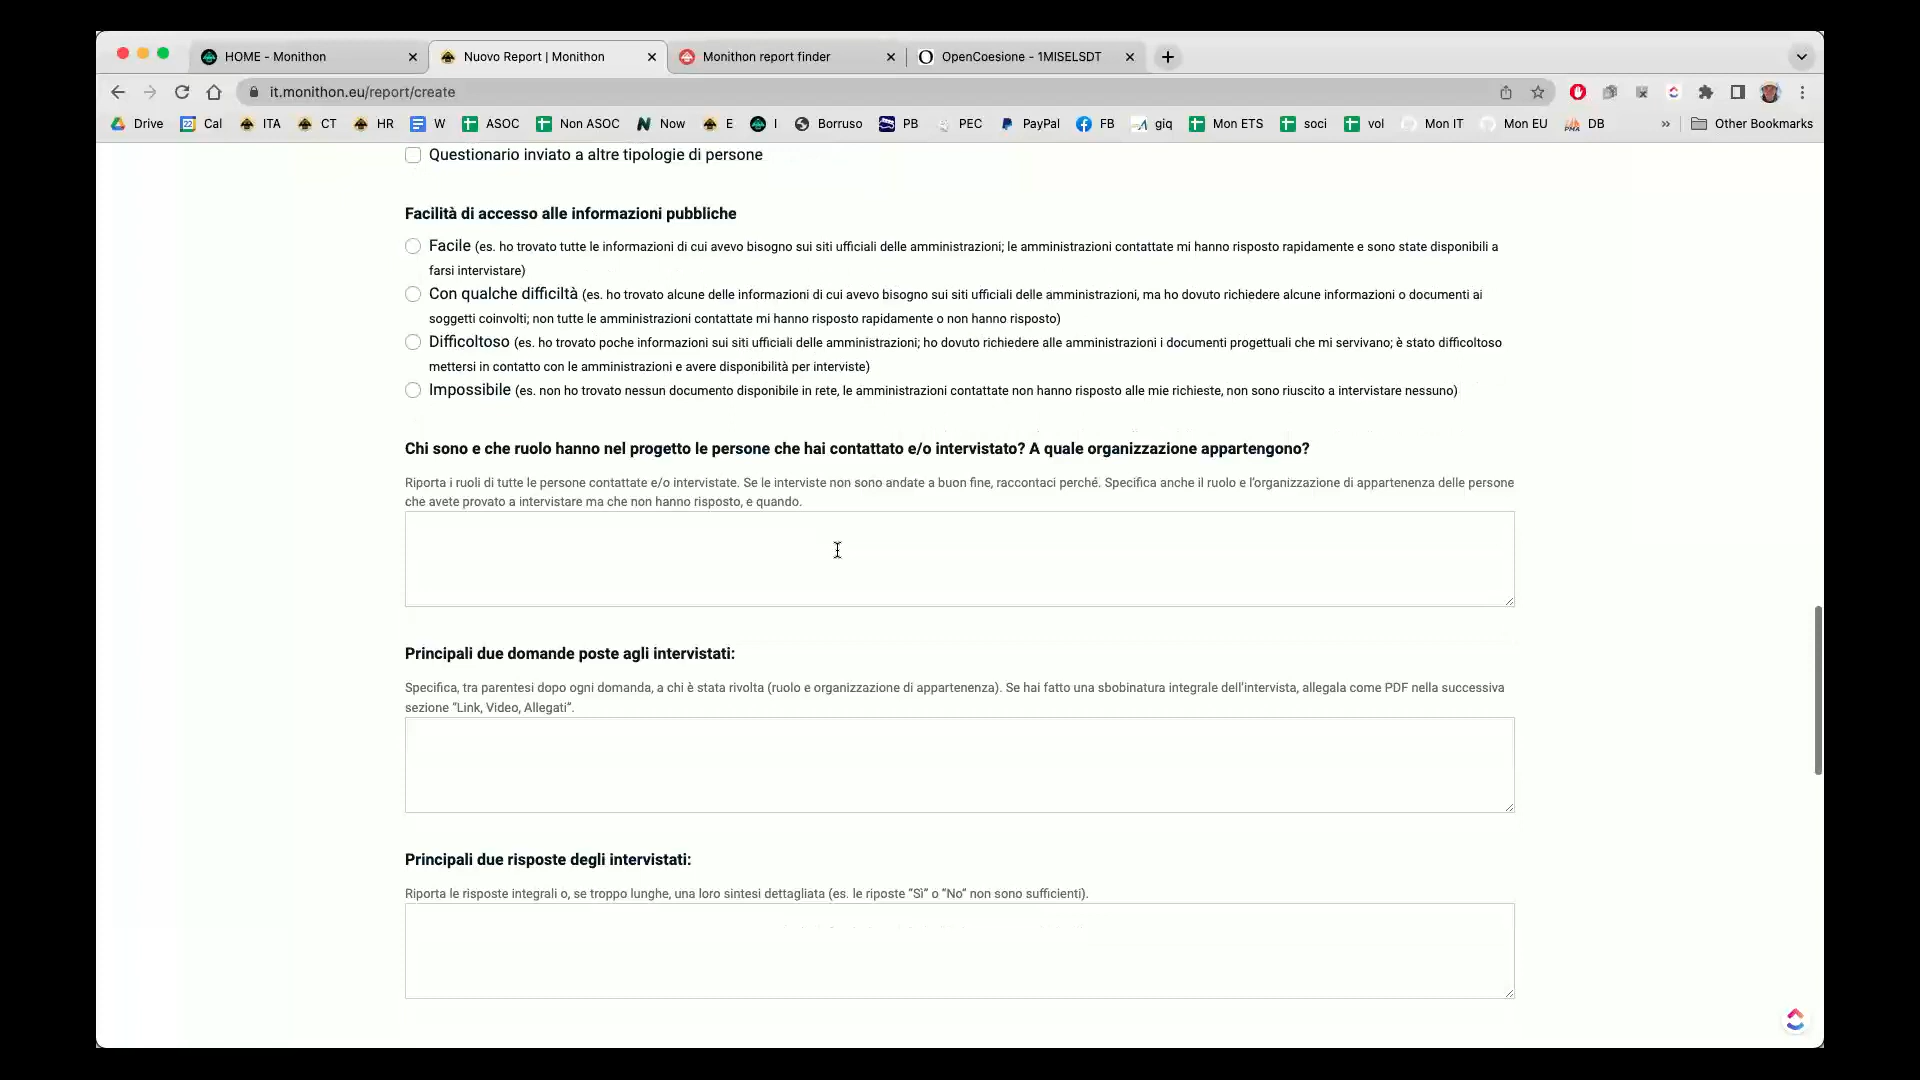 HOME - Monithon
Nuovo Report | Monithon
Monithon report finder
OpenCoesione - 1MISELSDT
it.monithon.eu/report/create
Drive 22 Cal ITA CT HR W ASOC Non ASOC Now E I Borruso PB PEC PayPal FB giq Mon ETS soci vol Mon IT Mon EU DB » Other Bookmarks
Questionario inviato a altre tipologie di persone
Facilità di accesso alle informazioni pubbliche
Facile (es. ho trovato tutte le informazioni di cui avevo bisogno sui siti ufficiali delle amministrazioni; le amministrazioni contattate mi hanno risposto rapidamente e sono state disponibili a
farsi intervistare)
Con qualche difficiltà (es. ho trovato alcune delle informazioni di cui avevo bisogno sui siti ufficiali delle amministrazioni, ma ho dovuto richiedere alcune informazioni o documenti ai
soggetti coinvolti; non tutte le amministrazioni contattate mi hanno risposto rapidamente o non hanno risposto)
Difficoltoso (es. ho trovato poche informazioni sui siti ufficiali delle amministrazioni; ho dovuto richiedere alle amministrazioni i documenti progettuali che mi servivano; è stato difficoltoso
mettersi in contatto con le amministrazioni e avere disponibilità per interviste)
Impossibile (es. non ho trovato nessun documento disponibile in rete, le amministrazioni contattate non hanno risposto alle mie richieste, non sono riuscito a intervistare nessuno)
Chi sono e che ruolo hanno nel progetto le persone che hai contattato e/o intervistato? A quale organizzazione appartengono?
Riporta i ruoli di tutte le persone contattate e/o intervistate. Se le interviste non sono andate a buon fine, raccontaci perché. Specifica anche il ruolo e l'organizzazione di appartenenza delle persone
che avete provato a intervistare ma che non hanno risposto, e quando.
Principali due domande poste agli intervistati:
Specifica, tra parentesi dopo ogni domanda, a chi è stata rivolta (ruolo e organizzazione di appartenenza). Se hai fatto una sbobinatura integrale dell'intervista, allegala come PDF nella successiva
sezione “Link, Video, Allegati”.
Principali due risposte degli intervistati:
Riporta le risposte integrali o, se troppo lunghe, una loro sintesi dettagliata (es. le riposte “Sì” o “No” non sono sufficienti).